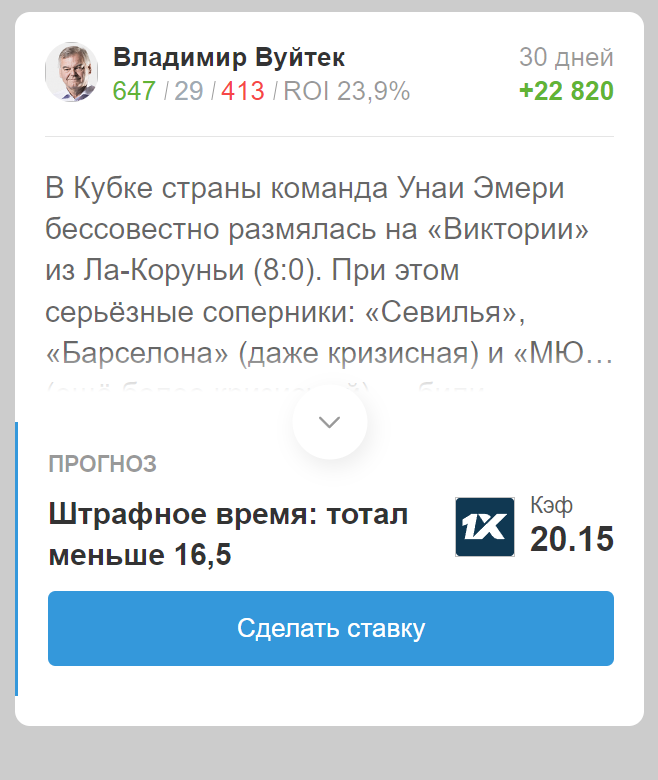 Владимир Вуйтек
30 дней
647 / 29 / 413 / ROI 23,9%
+22 820
В Кубке страны команда Унаи Эмери
бессовестно размялась на «Виктории»
из Ла-Коруньи (8:0). При этом
серьёзные соперники: «Севилья»,
«Барселона» (даже кризисная) и «МЮ…
ПРОГНОЗ
Штрафное время: тотал
меньше 16,5
1X
Кэф
20.15
Сделать ставку